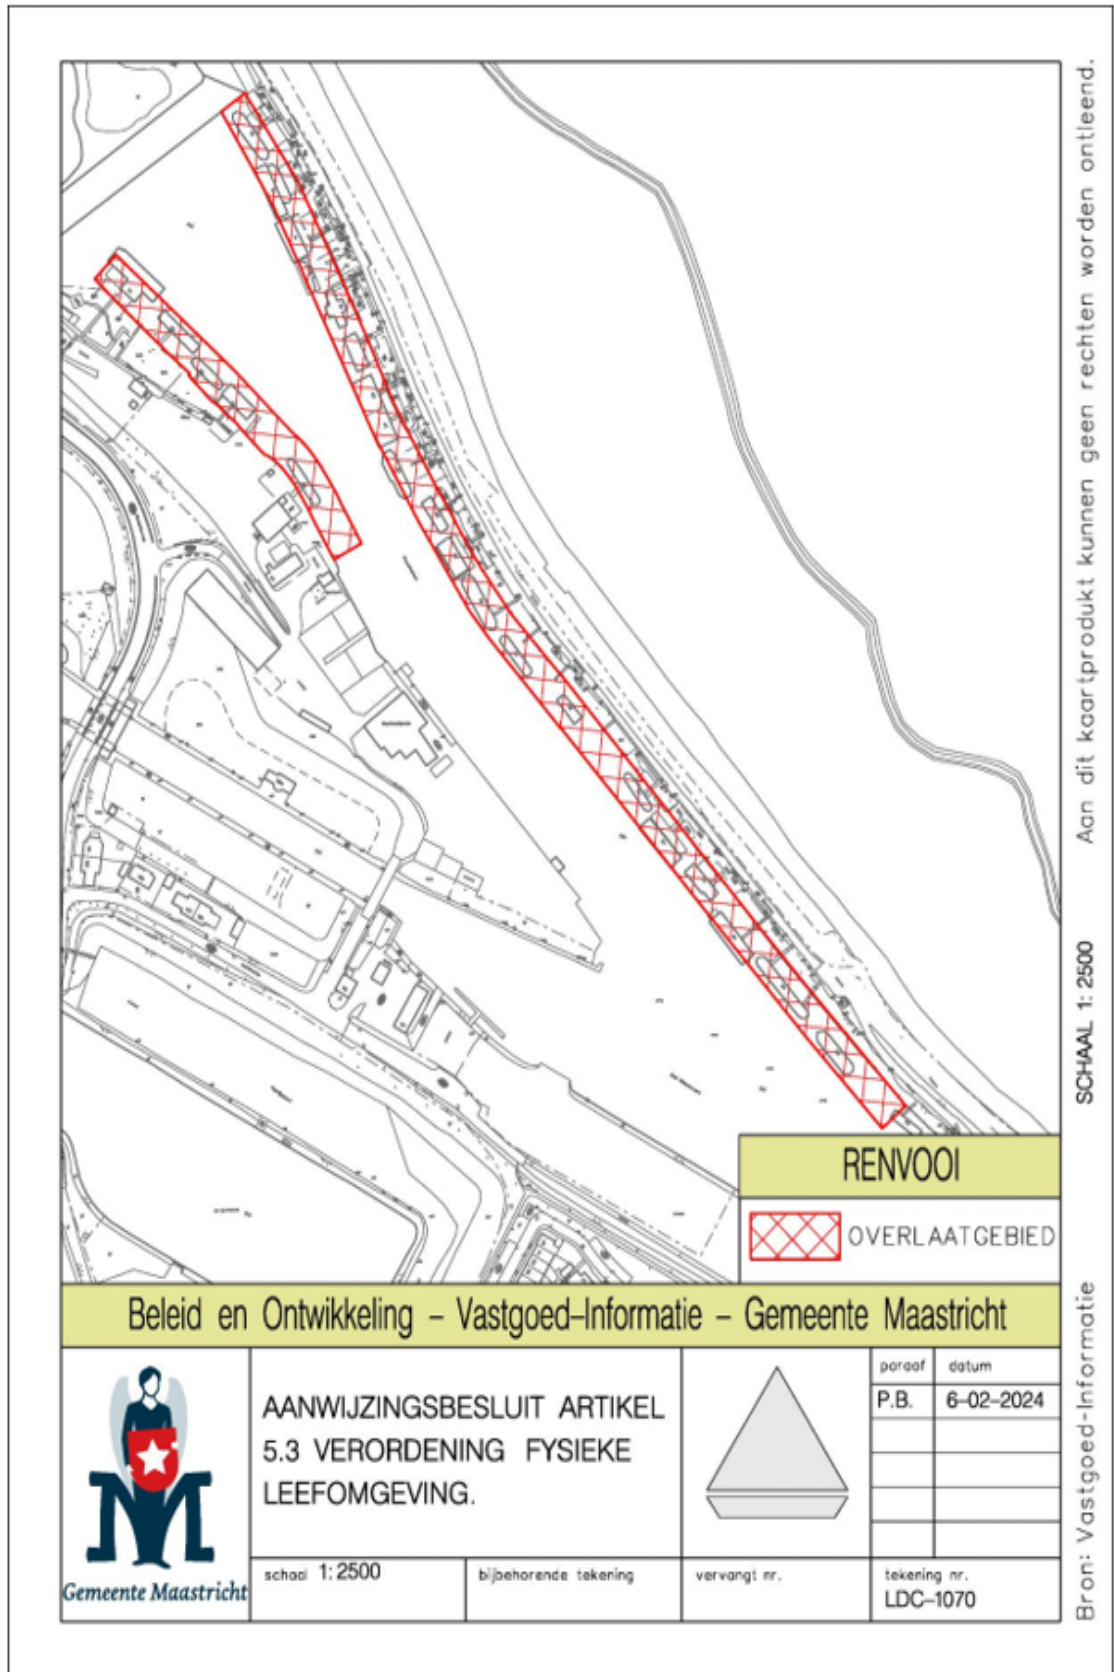 Aan dit kaartprodukt kunnen geen rechten worden ontleend.
SCHAAL 1:2500
Bron: Vastgoed-Informatie
RENVOOI
OVERLAATGEBIED
Beleid en Ontwikkeling – Vastgoed–Informatie – Gemeente Maastricht
Gemeente Maastricht
AANWIJZINGSBESLUIT ARTIKEL
5.3 VERORDENING FYSIEKE
LEEFOMGEVING.
paraaf datum
P.B. 6–02–2024
schaal 1:2500
bijbehorende tekening
vervangt nr.
tekening nr.
LDC–1070